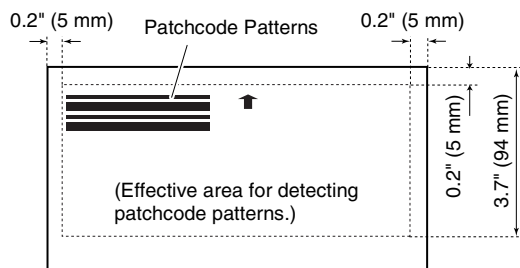 0.2" (5 mm)
Patchcode Patterns
0.2" (5 mm)
(Effective area for detecting
patchcode patterns.)
0.2" (5 mm)
3.7" (94 mm)